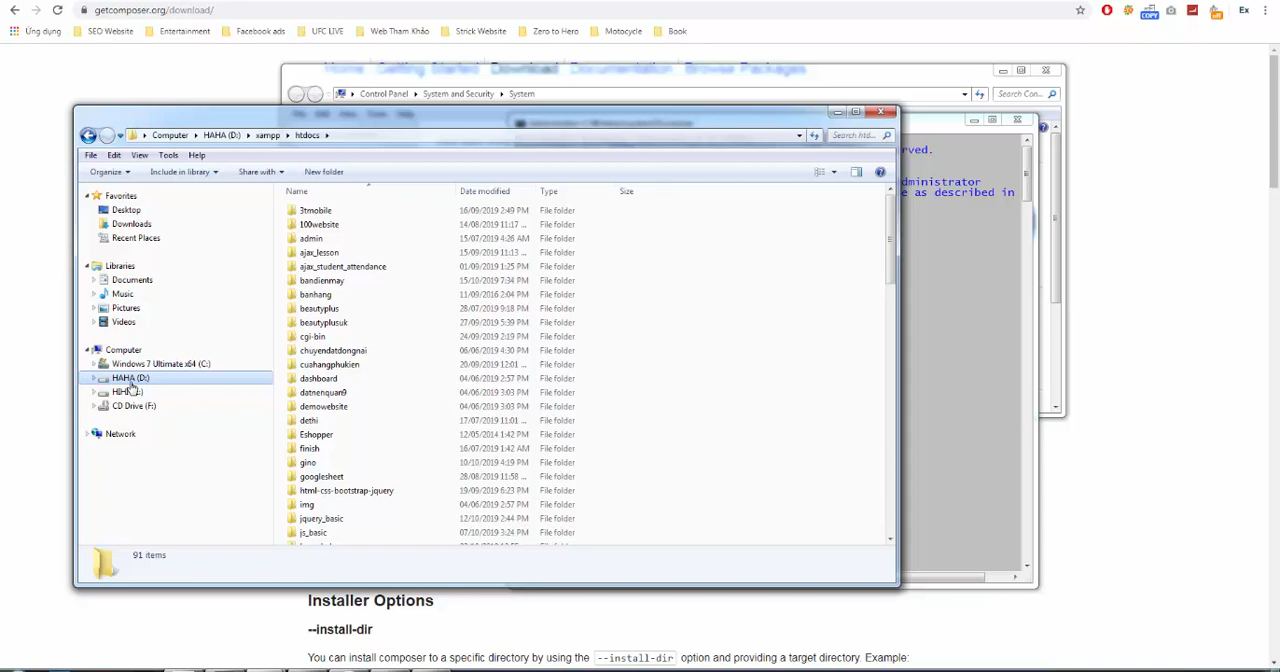 getcomposer.org/download/
Ứng dụng SEO Website Entertainment Facebook ads UFC LIVE Web Tham Khảo Strick Website Zero to Hero Motocycle Book
COPY off Ex
Home Getting Started Download Documentation Browse Packages
Control Panel System and Security System Search Con...
Computer HAHA (D:) xampp htdocs Search htd...
File Edit View Tools Help
Organize Include in library Share with New folder
Favorites
Desktop
Downloads
Recent Places
Libraries
Documents
Music
Pictures
Videos
Computer
Windows 7 Ultimate x64 (C:)
HAHA (D:)
CD Drive (F:)
Network
Name Date modified Type Size
3tmobile 16/09/2019 2:49 PM File folder
100website 14/08/2019 11:17 ... File folder
admin 15/07/2019 4:26 AM File folder
ajax_lesson 15/09/2019 11:13 ... File folder
ajax_student_attendance 01/09/2019 1:25 PM File folder
bandienmay 15/10/2019 7:34 PM File folder
banhang 11/09/2016 2:04 PM File folder
beautyplus 28/07/2019 9:18 PM File folder
beautyplusuk 27/09/2019 5:39 PM File folder
cgi-bin 24/09/2019 2:19 PM File folder
chuyendatdongnai 06/06/2019 4:30 PM File folder
cuahangphukien 20/09/2019 12:01 ... File folder
dashboard 04/06/2019 2:57 PM File folder
datnenquan9 04/06/2019 3:03 PM File folder
demowebsite 04/06/2019 3:03 PM File folder
dethi 17/07/2019 11:01 ... File folder
Eshopper 12/05/2014 1:42 PM File folder
finish 16/07/2019 1:42 AM File folder
gino 10/10/2019 4:19 PM File folder
googlesheet 28/08/2019 11:58 ... File folder
html-css-bootstrap-jquery 19/09/2019 6:23 PM File folder
img 04/06/2019 2:57 PM File folder
jquery_basic 12/10/2019 2:44 PM File folder
js_basic 07/10/2019 3:24 PM File folder
91 items
rved.
dministrator
e as described in
Installer Options
--install-dir
You can install composer to a specific directory by using the --install-dir option and providing a target directory. Example: